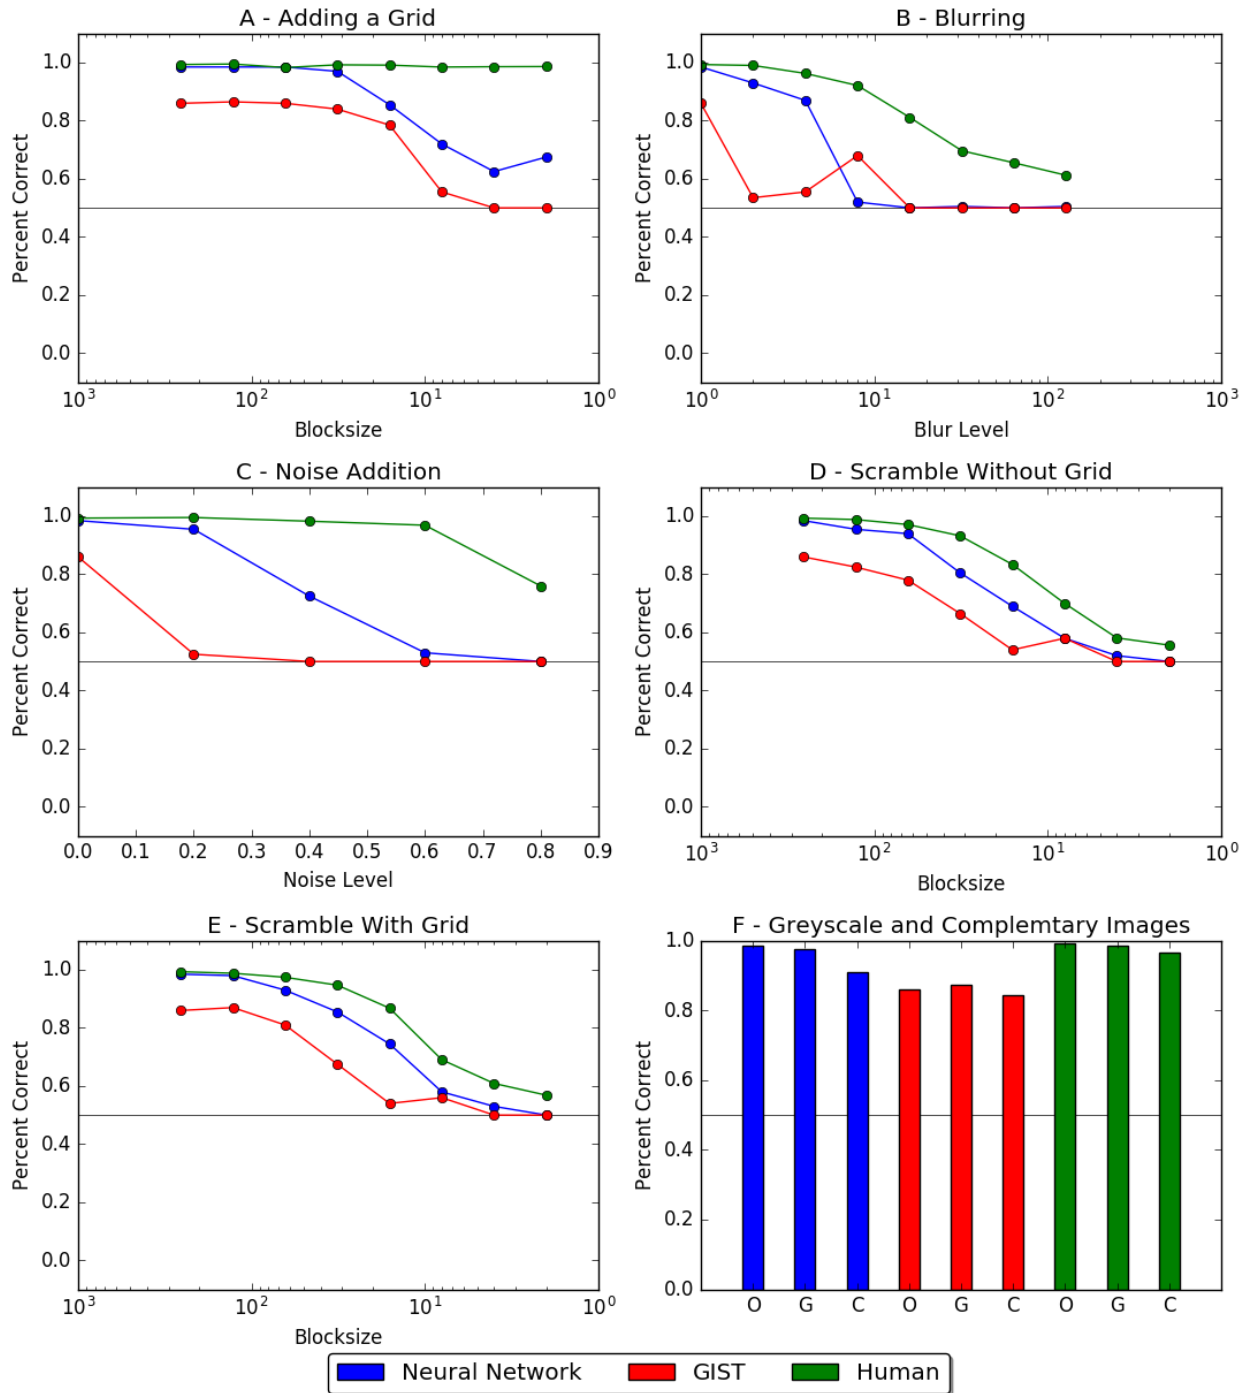 A - Adding a Grid
Percent Correct
1.0
0.8
0.6
0.4
0.2
0.0
10³ 10² 10¹ 10⁰
Blocksize
B - Blurring
Percent Correct
1.0
0.8
0.6
0.4
0.2
0.0
10⁰ 10¹ 10² 10³
Blur Level
C - Noise Addition
Percent Correct
1.0
0.8
0.6
0.4
0.2
0.0
0.0 0.1 0.2 0.3 0.4 0.5 0.6 0.7 0.8 0.9
Noise Level
D - Scramble Without Grid
Percent Correct
1.0
0.8
0.6
0.4
0.2
0.0
10³ 10² 10¹ 10⁰
Blocksize
E - Scramble With Grid
Percent Correct
1.0
0.8
0.6
0.4
0.2
0.0
10³ 10² 10¹ 10⁰
Blocksize
F - Greyscale and Complemtary Images
Percent Correct
1.0
0.8
0.6
0.4
0.2
0.0
O G C O G C O G C
Neural Network GIST Human